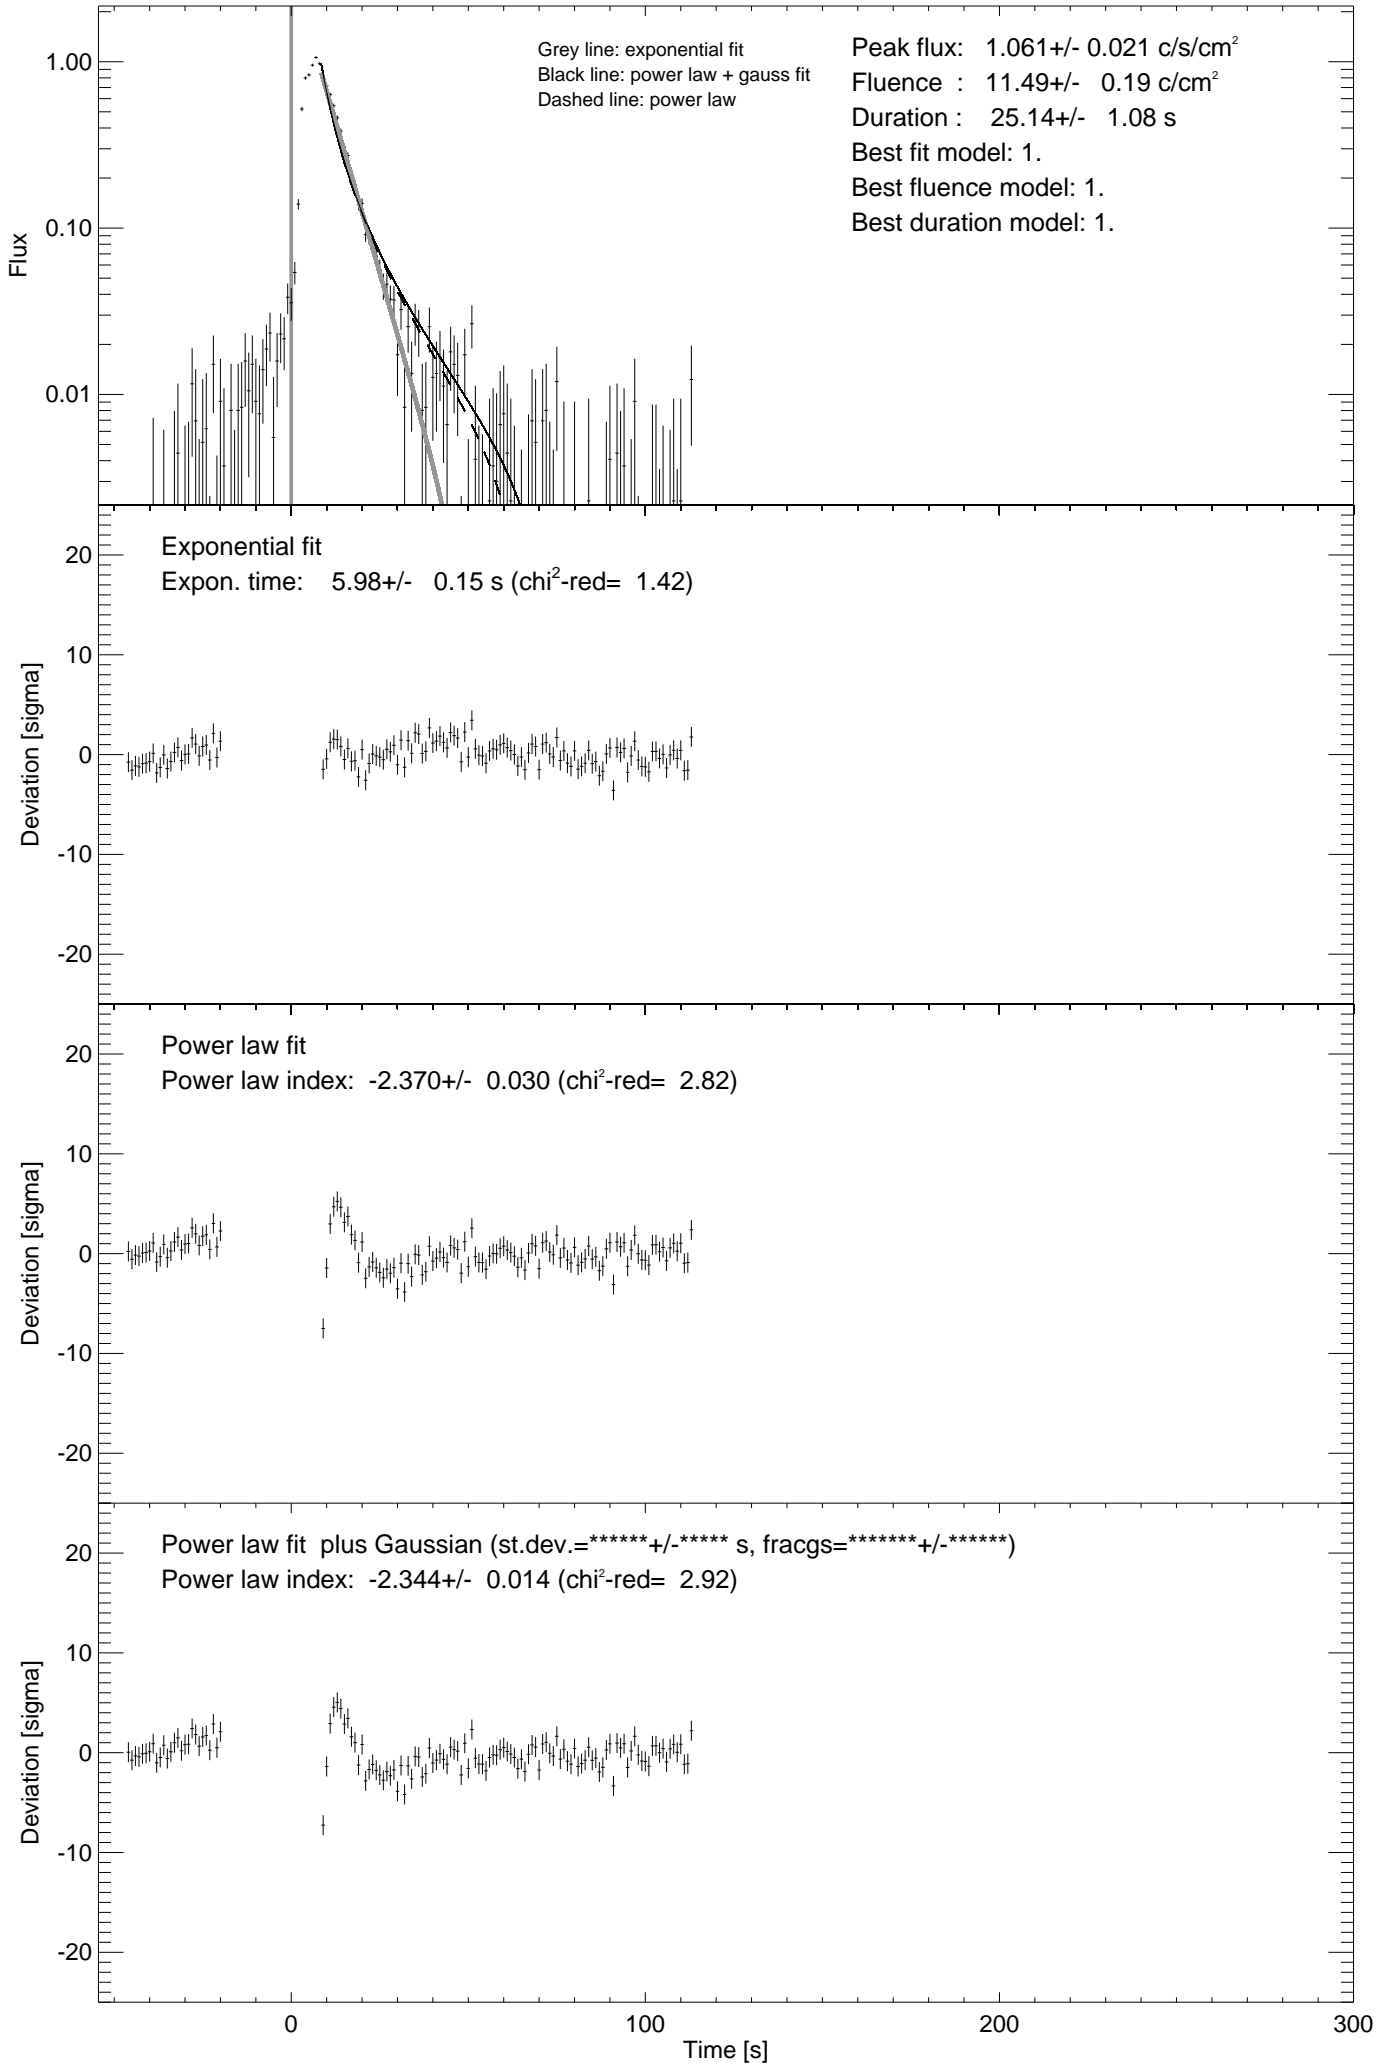 Grey line: exponential fit
Black line: power law + gauss fit
Dashed line: power law
Peak flux: 1.061+/- 0.021 c/s/cm²
Fluence : 11.49+/- 0.19 c/cm²
Duration : 25.14+/- 1.08 s
Best fit model: 1.
Best fluence model: 1.
Best duration model: 1.
1.00
0.10
0.01
Flux
Exponential fit
Expon. time: 5.98+/- 0.15 s (chi²-red= 1.42)
20
10
0
-10
-20
Deviation [sigma]
Power law fit
Power law index: -2.370+/- 0.030 (chi²-red= 2.82)
20
10
0
-10
-20
Deviation [sigma]
Power law fit plus Gaussian (st.dev.=******+/-***** s, fracgs=*******+/-******)
Power law index: -2.344+/- 0.014 (chi²-red= 2.92)
20
10
0
-10
-20
Deviation [sigma]
0 100 200 300
Time [s]